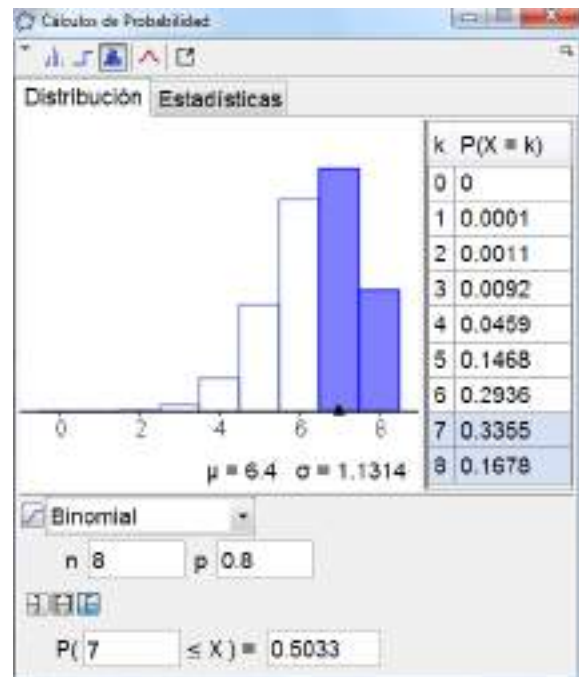 Cálculos de Probabilidad
Distribución Estadísticas
k P(X = k)
0 0
1 0.0001
2 0.0011
3 0.0092
4 0.0459
5 0.1468
6 0.2936
7 0.3355
8 0.1678
0 2 4 6 8
μ = 6.4 σ = 1.1314
Binomial
n 8 p 0.8
P( 7 ≤ X ) = 0.5033